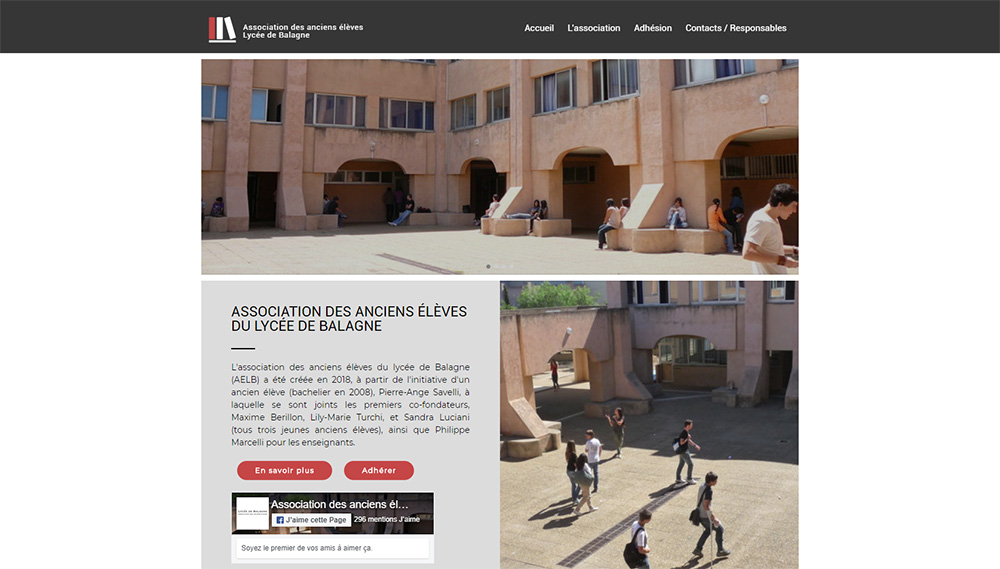 Association des anciens élèves
Lycée de Balagne
Accueil L'association Adhésion Contacts / Responsables
ASSOCIATION DES ANCIENS ÉLÈVES
DU LYCÉE DE BALAGNE
L'association des anciens élèves du lycée de Balagne
(AELB) a été créée en 2018, à partir de l'initiative d'un
ancien élève (bachelier en 2008), Pierre-Ange Savelli, à
laquelle se sont joints les premiers co-fondateurs,
Maxime Berillon, Lily-Marie Turchi, et Sandra Luciani
(tous trois jeunes anciens élèves), ainsi que Philippe
Marcelli pour les enseignants.
En savoir plus Adhérer
Association des anciens él...
LYCÉE DE BALAGNE
J'aime cette Page 296 mentions J'aime
Soyez le premier de vos amis à aimer ça.